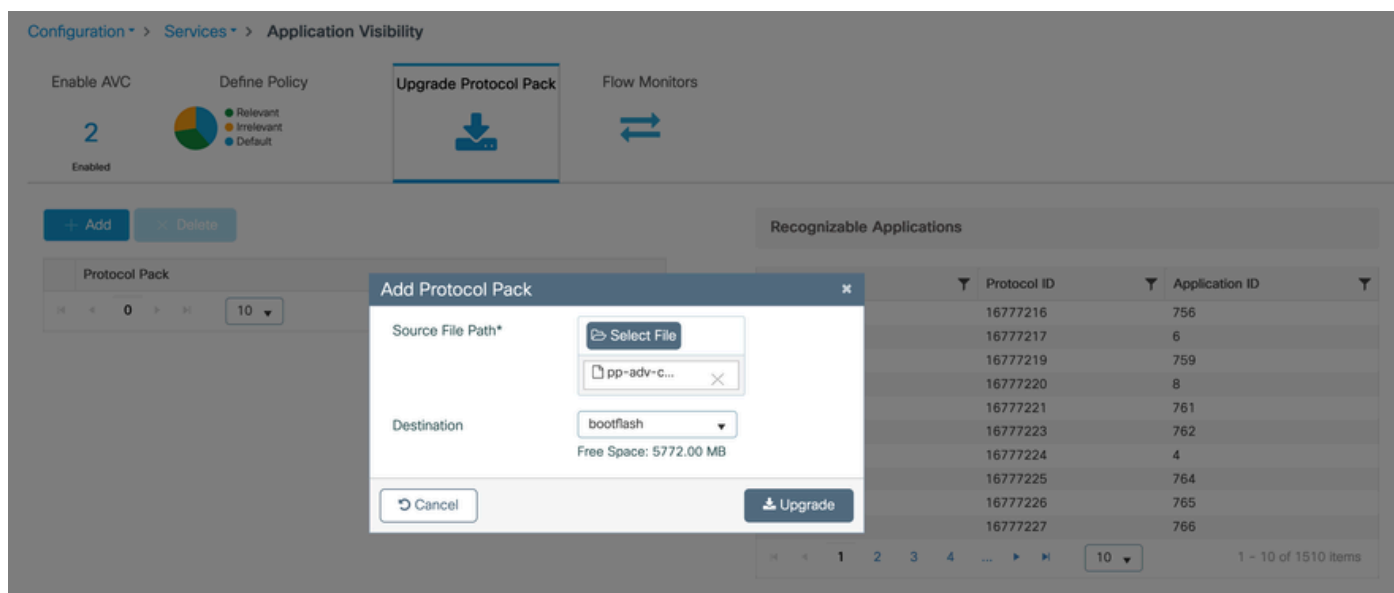 Configuration > Services > Application Visibility
Enable AVC
2
Enabled
Define Policy
Relevant
Irrelevant
Default
Upgrade Protocol Pack
Flow Monitors
+ Add
× Delete
Protocol Pack
0
10
Recognizable Applications
Protocol ID
Application ID
16777216 756
16777217 6
16777219 759
16777220 8
16777221 761
16777223 762
16777224 4
16777225 764
16777226 765
16777227 766
1 2 3 4 ... 10 1 - 10 of 1510 items
Add Protocol Pack ×
Source File Path*
Select File
pp-adv-c...
Destination
bootflash
Free Space: 5772.00 MB
Cancel
Upgrade